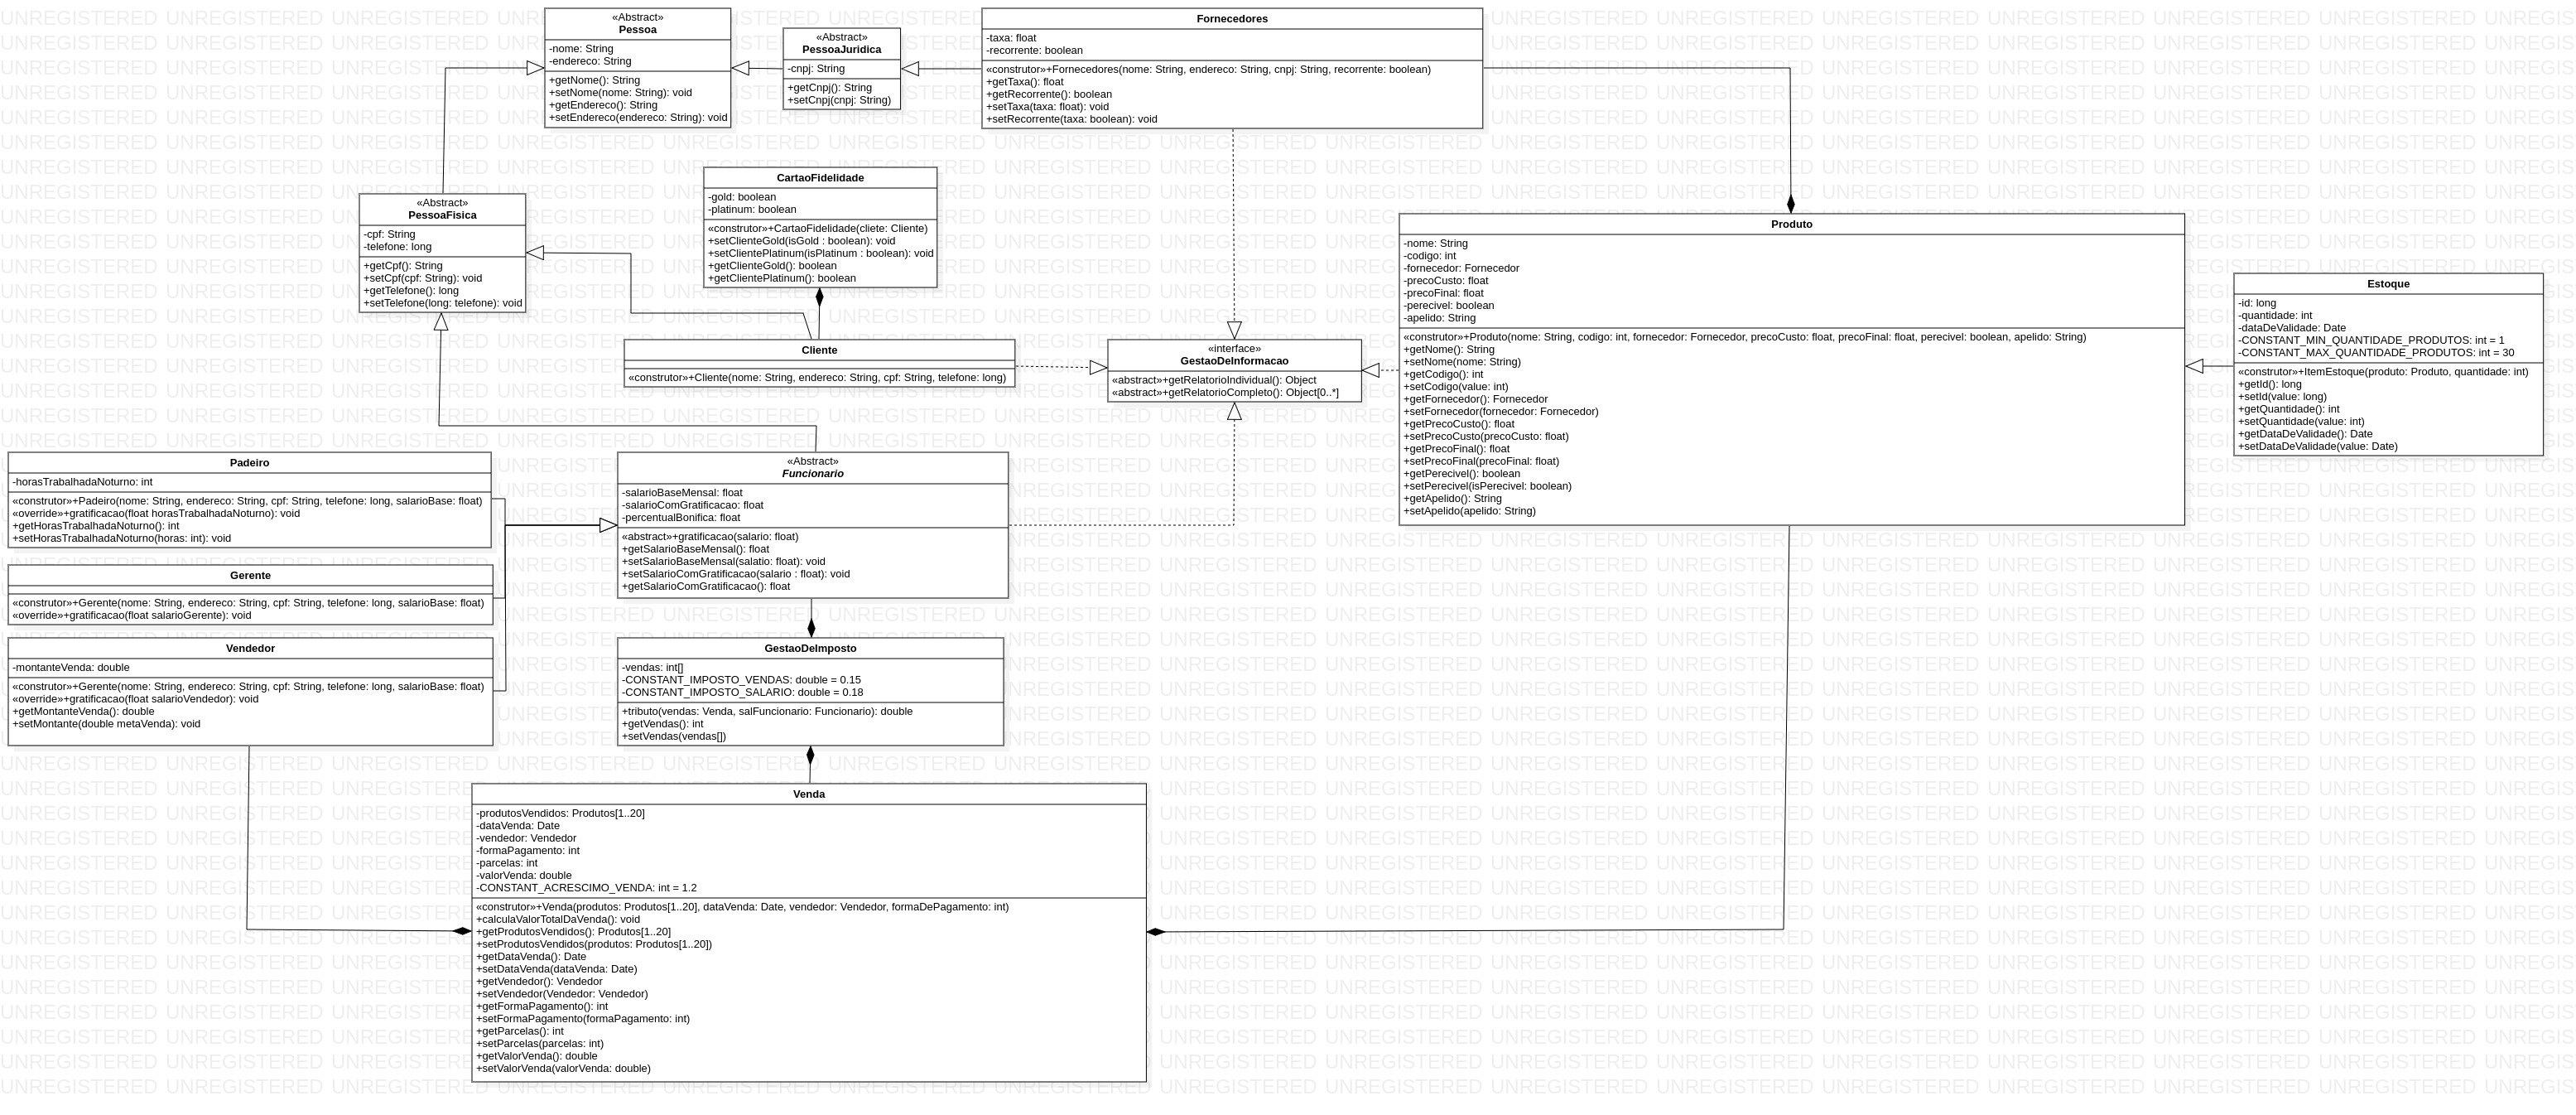 «Abstract»
Pessoa
-nome: String
-endereco: String
+getNome(): String
+setNome(nome: String): void
+getEndereco(): String
+setEndereco(endereco: String): void
«Abstract»
PessoaJuridica
-cnpj: String
+getCnpj(): String
+setCnpj(cnpj: String)
Fornecedores
-taxa: float
-recorrente: boolean
«construtor»+Fornecedores(nome: String, endereco: String, cnpj: String, recorrente: boolean)
+getTaxa(): float
+getRecorrente(): boolean
+setTaxa(taxa: float): void
+setRecorrente(taxa: boolean): void
«Abstract»
PessoaFisica
-cpf: String
-telefone: long
+getCpf(): String
+setCpf(cpf: String): void
+getTelefone(): long
+setTelefone(long: telefone): void
CartaoFidelidade
-gold: boolean
-platinum: boolean
«construtor»+CartaoFidelidade(cliete: Cliente)
+setClienteGold(isGold : boolean): void
+setClientePlatinum(isPlatinum : boolean): void
+getClienteGold(): boolean
+getClientePlatinum(): boolean
Cliente
«construtor»+Cliente(nome: String, endereco: String, cpf: String, telefone: long)
«interface»
GestaoDeInformacao
«abstract»+getRelatorioIndividual(): Object
«abstract»+getRelatorioCompleto(): Object[0..*]
Produto
-nome: String
-codigo: int
-fornecedor: Fornecedor
-precoCusto: float
-precoFinal: float
-perecivel: boolean
-apelido: String
«construtor»+Produto(nome: String, codigo: int, fornecedor: Fornecedor, precoCusto: float, precoFinal: float, perecivel: boolean, apelido: String)
+getNome(): String
+setNome(nome: String)
+getCodigo(): int
+setCodigo(value: int)
+getFornecedor(): Fornecedor
+setFornecedor(fornecedor: Fornecedor)
+getPrecoCusto(): float
+setPrecoCusto(precoCusto: float)
+getPrecoFinal(): float
+setPrecoFinal(precoFinal: float)
+getPerecivel(): boolean
+setPerecivel(isPerecivel: boolean)
+getApelido(): String
+setApelido(apelido: String)
Estoque
-id: long
-quantidade: int
-dataDeValidade: Date
-CONSTANT_MIN_QUANTIDADE_PRODUTOS: int = 1
-CONSTANT_MAX_QUANTIDADE_PRODUTOS: int = 30
«construtor»+ItemEstoque(produto: Produto, quantidade: int)
+getId(): long
+setId(value: long)
+getQuantidade(): int
+setQuantidade(value: int)
+getDataDeValidade(): Date
+setDataDeValidade(value: Date)
Padeiro
-horasTrabalhadaNoturno: int
«construtor»+Padeiro(nome: String, endereco: String, cpf: String, telefone: long, salarioBase: float)
«override»+gratificacao(float horasTrabalhadaNoturno): void
+getHorasTrabalhadaNoturno(): int
+setHorasTrabalhadaNoturno(horas: int): void
«Abstract»
Funcionario
-salarioBaseMensal: float
-salarioComGratificacao: float
-percentualBonifica: float
«abstract»+gratificacao(salario: float)
+getSalarioBaseMensal(): float
+setSalarioBaseMensal(salatio: float): void
+setSalarioComGratificacao(salario : float): void
+getSalarioComGratificacao(): float
Gerente
«construtor»+Gerente(nome: String, endereco: String, cpf: String, telefone: long, salarioBase: float)
«override»+gratificacao(float salarioGerente): void
Vendedor
-montanteVenda: double
«construtor»+Gerente(nome: String, endereco: String, cpf: String, telefone: long, salarioBase: float)
«override»+gratificacao(float salarioVendedor): void
+getMontanteVenda(): double
+setMontante(double metaVenda): void
GestaoDeImposto
-vendas: int[]
-CONSTANT_IMPOSTO_VENDAS: double = 0.15
-CONSTANT_IMPOSTO_SALARIO: double = 0.18
+tributo(vendas: Venda, salFuncionario: Funcionario): double
+getVendas(): int
+setVendas(vendas[])
Venda
-produtosVendidos: Produtos[1..20]
-dataVenda: Date
-vendedor: Vendedor
-formaPagamento: int
-parcelas: int
-valorVenda: double
-CONSTANT_ACRESCIMO_VENDA: int = 1.2
«construtor»+Venda(produtos: Produtos[1..20], dataVenda: Date, vendedor: Vendedor, formaDePagamento: int)
+calculaValorTotalDaVenda(): void
+getProdutosVendidos(): Produtos[1..20]
+setProdutosVendidos(produtos: Produtos[1..20])
+getDataVenda(): Date
+setDataVenda(dataVenda: Date)
+getVendedor(): Vendedor
+setVendedor(Vendedor: Vendedor)
+getFormaPagamento(): int
+setFormaPagamento(formaPagamento: int)
+getParcelas(): int
+setParcelas(parcelas: int)
+getValorVenda(): double
+setValorVenda(valorVenda: double)
UNREGISTERED